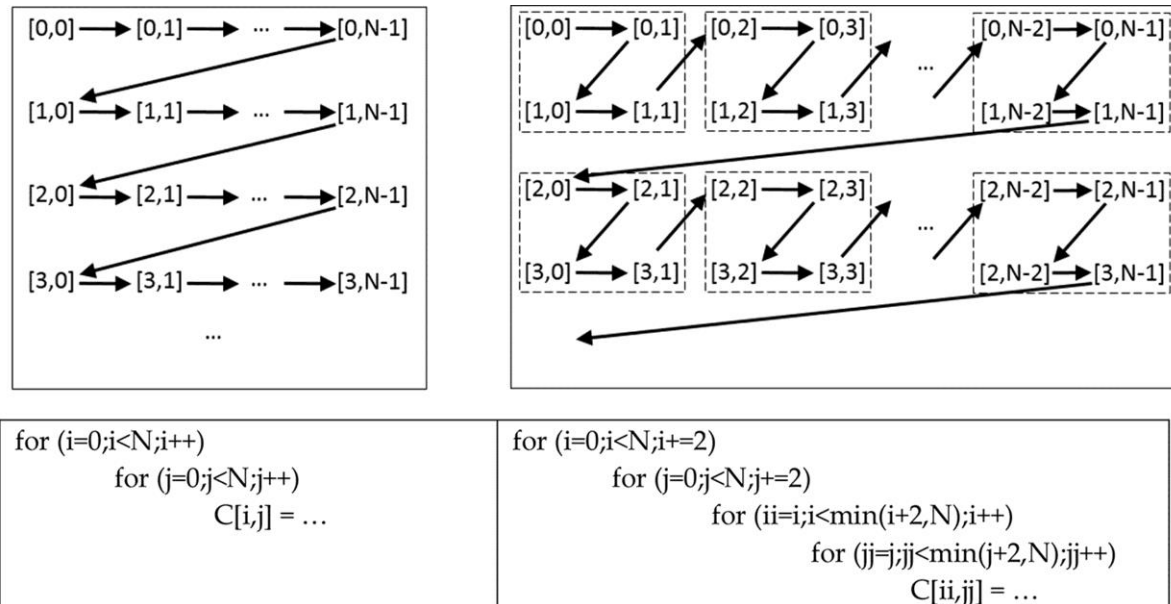 [0,0] [0,1] ... [0,N-1]
[1,0] [1,1] ... [1,N-1]
[2,0] [2,1] ... [2,N-1]
[3,0] [3,1] ... [3,N-1]
...
[0,0] [0,1] [0,2] [0,3] [0,N-2] [0,N-1]
...
[1,0] [1,1] [1,2] [1,3] [1,N-2] [1,N-1]
[2,0] [2,1] [2,2] [2,3] [2,N-2] [2,N-1]
...
[3,0] [3,1] [3,2] [3,3] [2,N-2] [3,N-1]
for (i=0;i<N;i++)
for (j=0;j<N;j++)
C[i,j] = …
for (i=0;i<N;i+=2)
for (j=0;j<N;j+=2)
for (ii=i;i<min(i+2,N);i++)
for (jj=j;jj<min(j+2,N);jj++)
C[ii,jj] = …